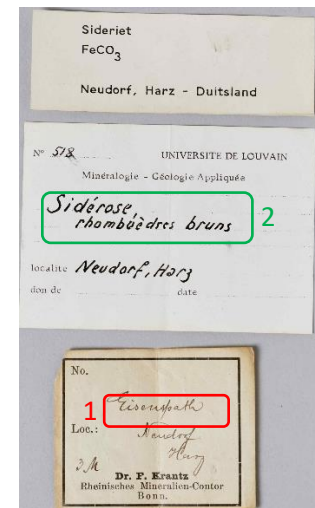 Sideriet
FeCO3
Neudorf, Harz - Duitsland
N° 518 UNIVERSITE DE LOUVAIN
Minéralogie - Géologie Appliquée
Sidérose,
rhomboèdres bruns
2
localite Neudorf, Harz
don de date
No.
1
Eisenspath
Loc.: Neudorf
Harz
3 M
Dr. F. Krantz
Rheinisches Mineralien-Contor
Bonn.